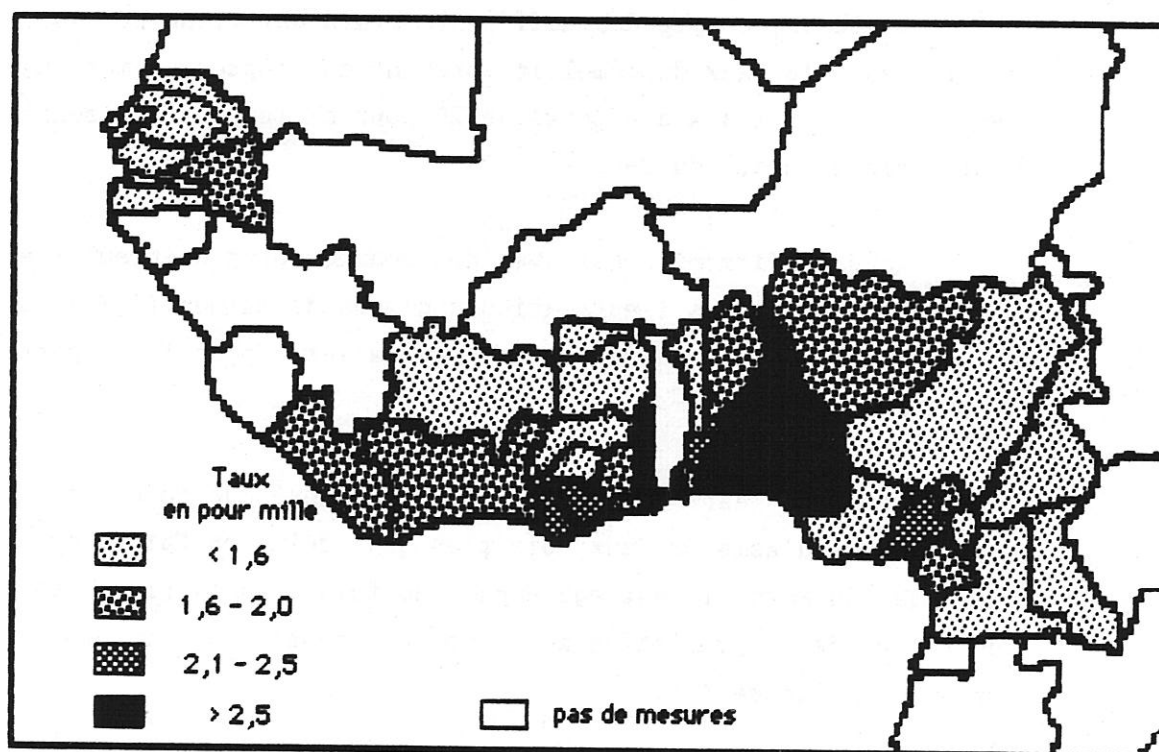 Taux
en pour mille
< 1,6
1,6 - 2,0
2,1 - 2,5
> 2,5
pas de mesures